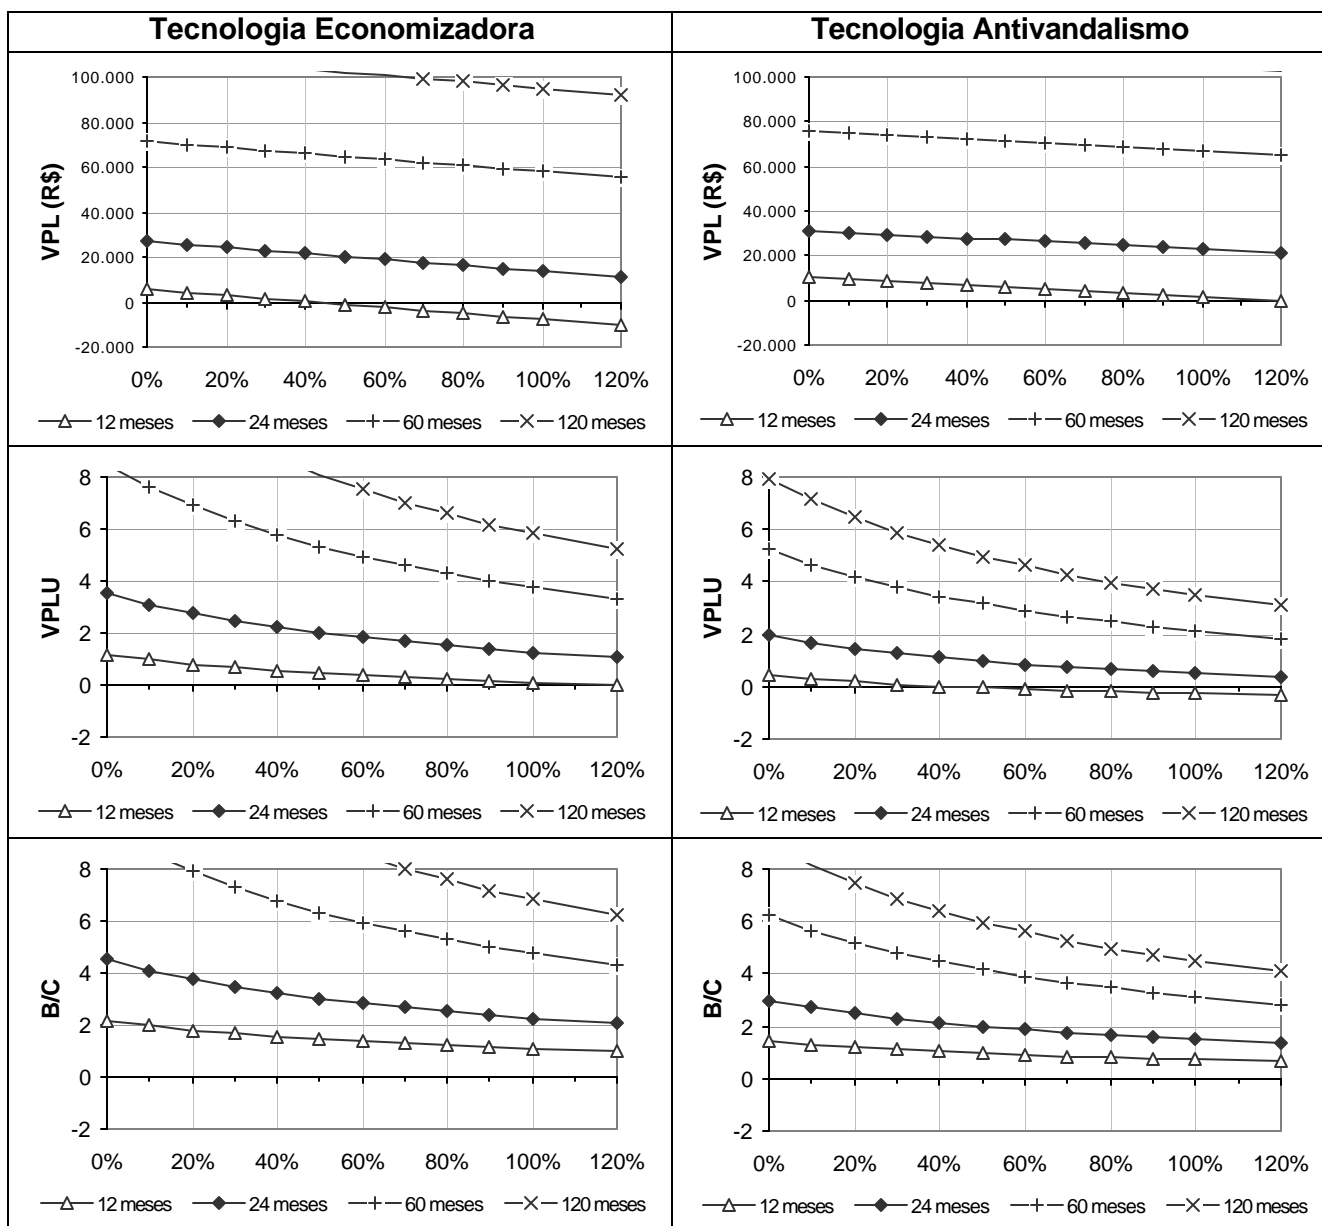 Tecnologia Economizadora
Tecnologia Antivandalismo
VPL (R$)
100.000
80.000
60.000
40.000
20.000
0
-20.000
0% 20% 40% 60% 80% 100% 120%
12 meses 24 meses 60 meses 120 meses
VPL (R$)
100.000
80.000
60.000
40.000
20.000
0
-20.000
0% 20% 40% 60% 80% 100% 120%
12 meses 24 meses 60 meses 120 meses
VPLU
8
6
4
2
0
-2
0% 20% 40% 60% 80% 100% 120%
12 meses 24 meses 60 meses 120 meses
VPLU
8
6
4
2
0
-2
0% 20% 40% 60% 80% 100% 120%
12 meses 24 meses 60 meses 120 meses
B/C
8
6
4
2
0
-2
0% 20% 40% 60% 80% 100% 120%
12 meses 24 meses 60 meses 120 meses
B/C
8
6
4
2
0
-2
0% 20% 40% 60% 80% 100% 120%
12 meses 24 meses 60 meses 120 meses